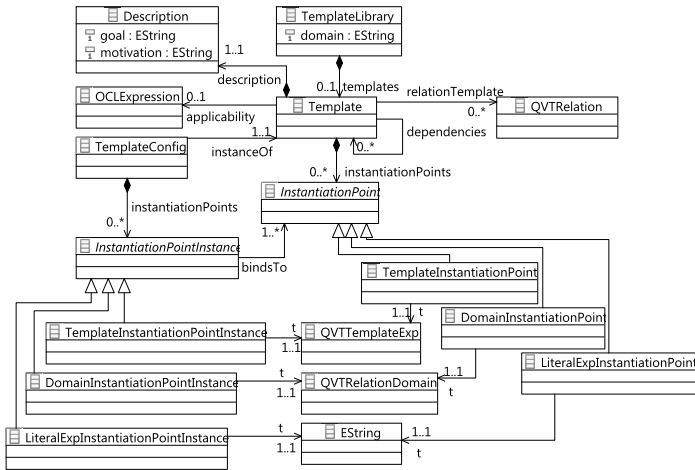 Description
TemplateLibrary
goal : EString
domain : EString
motivation : EString
1..1
description
0..1
templates
relationTemplate
OCLExpression
0..1
Template
QVTRelation
applicability
0..*
TemplateConfig
1..1
dependencies
instanceOf
0..*
0..*
instantiationPoints
InstantiationPoint
instantiationPoints
0..*
1..*
InstantiationPointInstance
bindsTo
TemplateInstantiationPoint
1..1
t
DomainInstantiationPoint
TemplateInstantiationPointInstance
t
1..1
QVTTemplateExp
LiteralExpInstantiationPoint
DomainInstantiationPointInstance
t
1..1
QVTRelationDomain
1..1
t
LiteralExpInstantiationPointInstance
t
1..1
EString
1..1
t